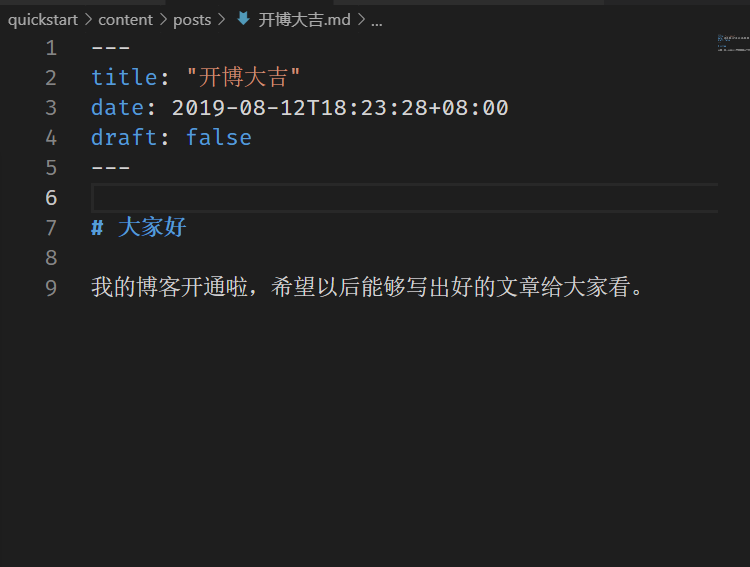 quickstart > content > posts > 开博大吉.md > ...
1 ---
2 title: "开博大吉"
3 date: 2019-08-12T18:23:28+08:00
4 draft: false
5 ---
6
7 # 大家好
8
9 我的博客开通啦，希望以后能够写出好的文章给大家看。